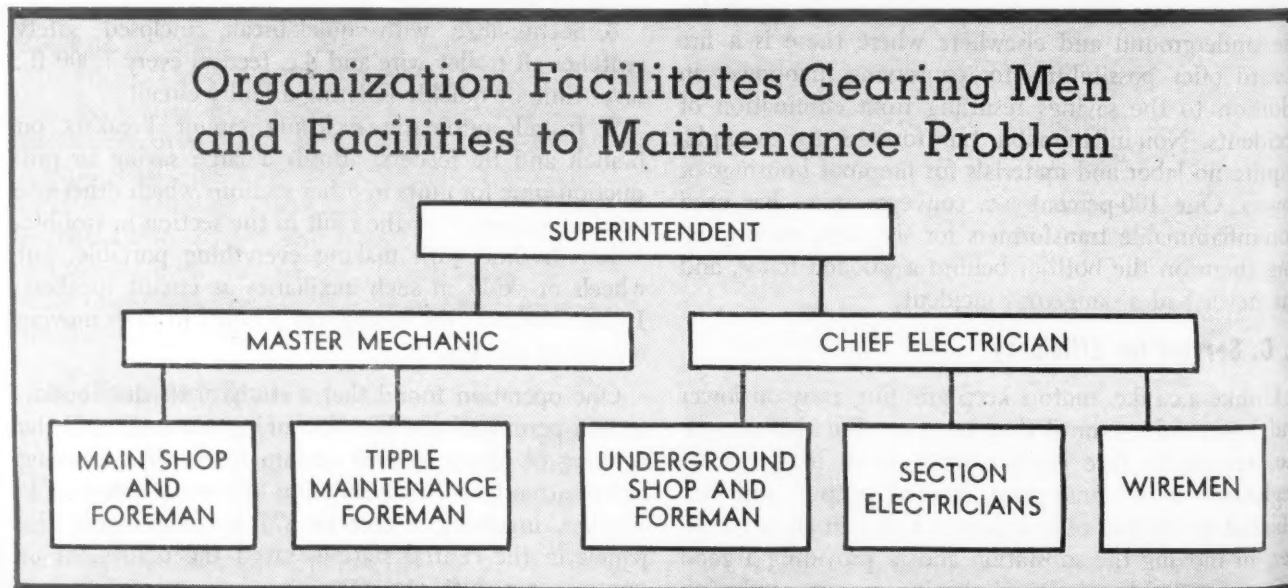 Organization Facilitates Gearing Men
and Facilities to Maintenance Problem
SUPERINTENDENT
MASTER MECHANIC
CHIEF ELECTRICIAN
MAIN SHOP
AND
FOREMAN
TIPPLE
MAINTENANCE
FOREMAN
UNDERGROUND
SHOP AND
FOREMAN
SECTION
ELECTRICIANS
WIREMEN